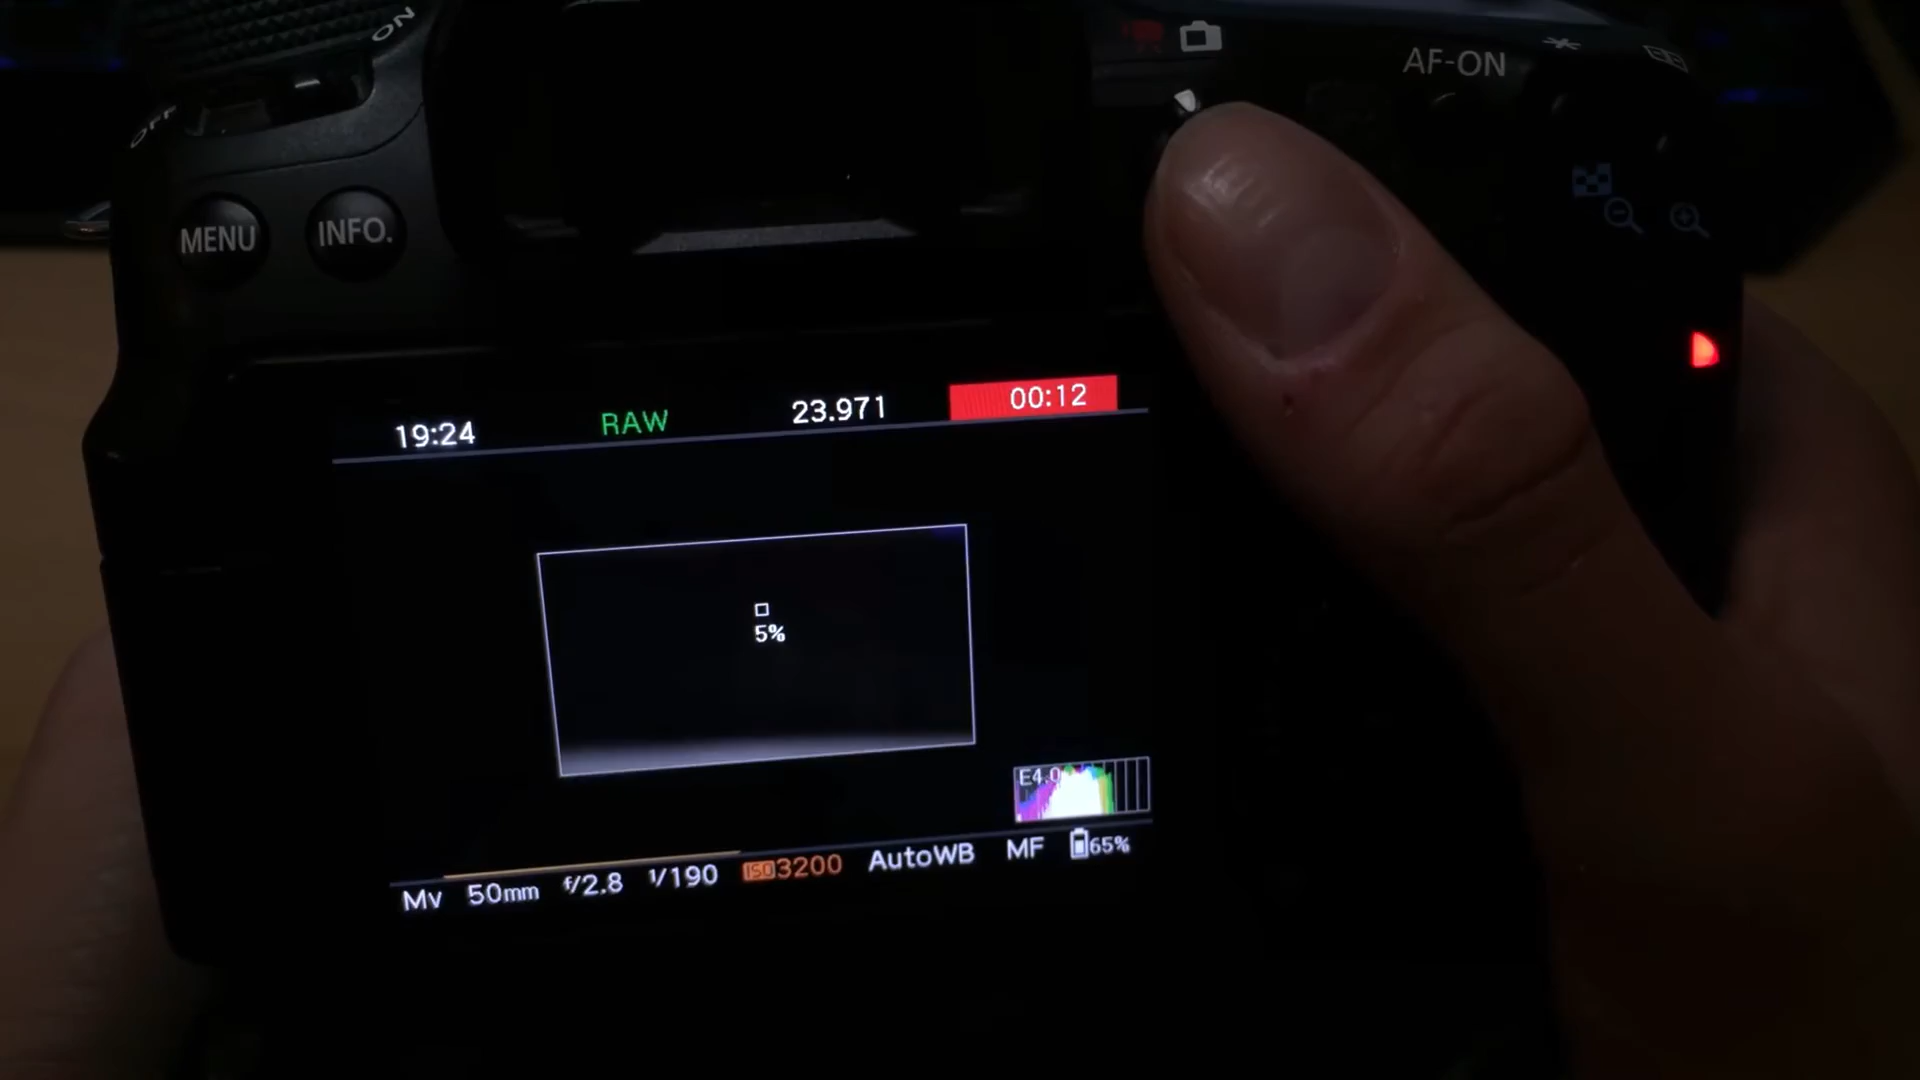 ON
OFF
AF-ON
MENU INFO.
19:24 RAW 23.971 00:12
5%
E4.0
Mv 50mm f/2.8 1/190 ISO3200 AutoWB MF 65%